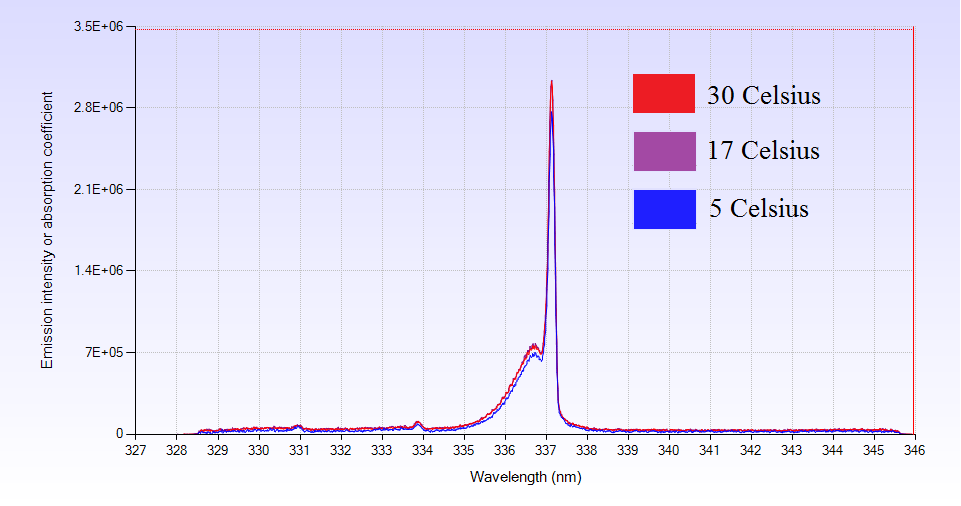 3.5E+06
2.8E+06
2.1E+06
1.4E+06
7E+05
0
Emission intensity or absorption coefficient
30 Celsius
17 Celsius
5 Celsius
327 328 329 330 331 332 333 334 335 336 337 338 339 340 341 342 343 344 345 346
Wavelength (nm)